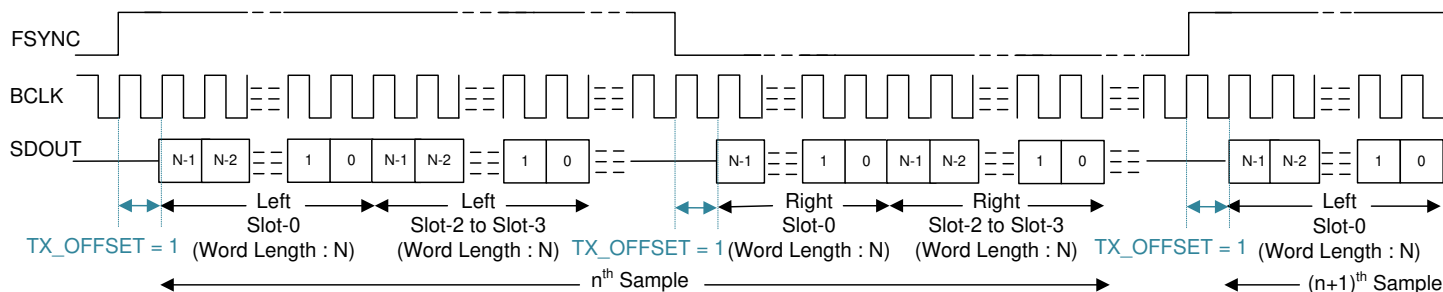 FSYNC
BCLK
SDOUT
N-1 N-2 1 0 N-1 N-2 1 0 N-1 1 0 N-1 N-2 1 0 N-1 N-2 1 0
Left Left Right Right Left
Slot-0 Slot-2 to Slot-3 Slot-0 Slot-2 to Slot-3 Slot-0
TX_OFFSET = 1 (Word Length : N) (Word Length : N) TX_OFFSET = 1 (Word Length : N) (Word Length : N) TX_OFFSET = 1 (Word Length : N)
nth Sample (n+1)th Sample